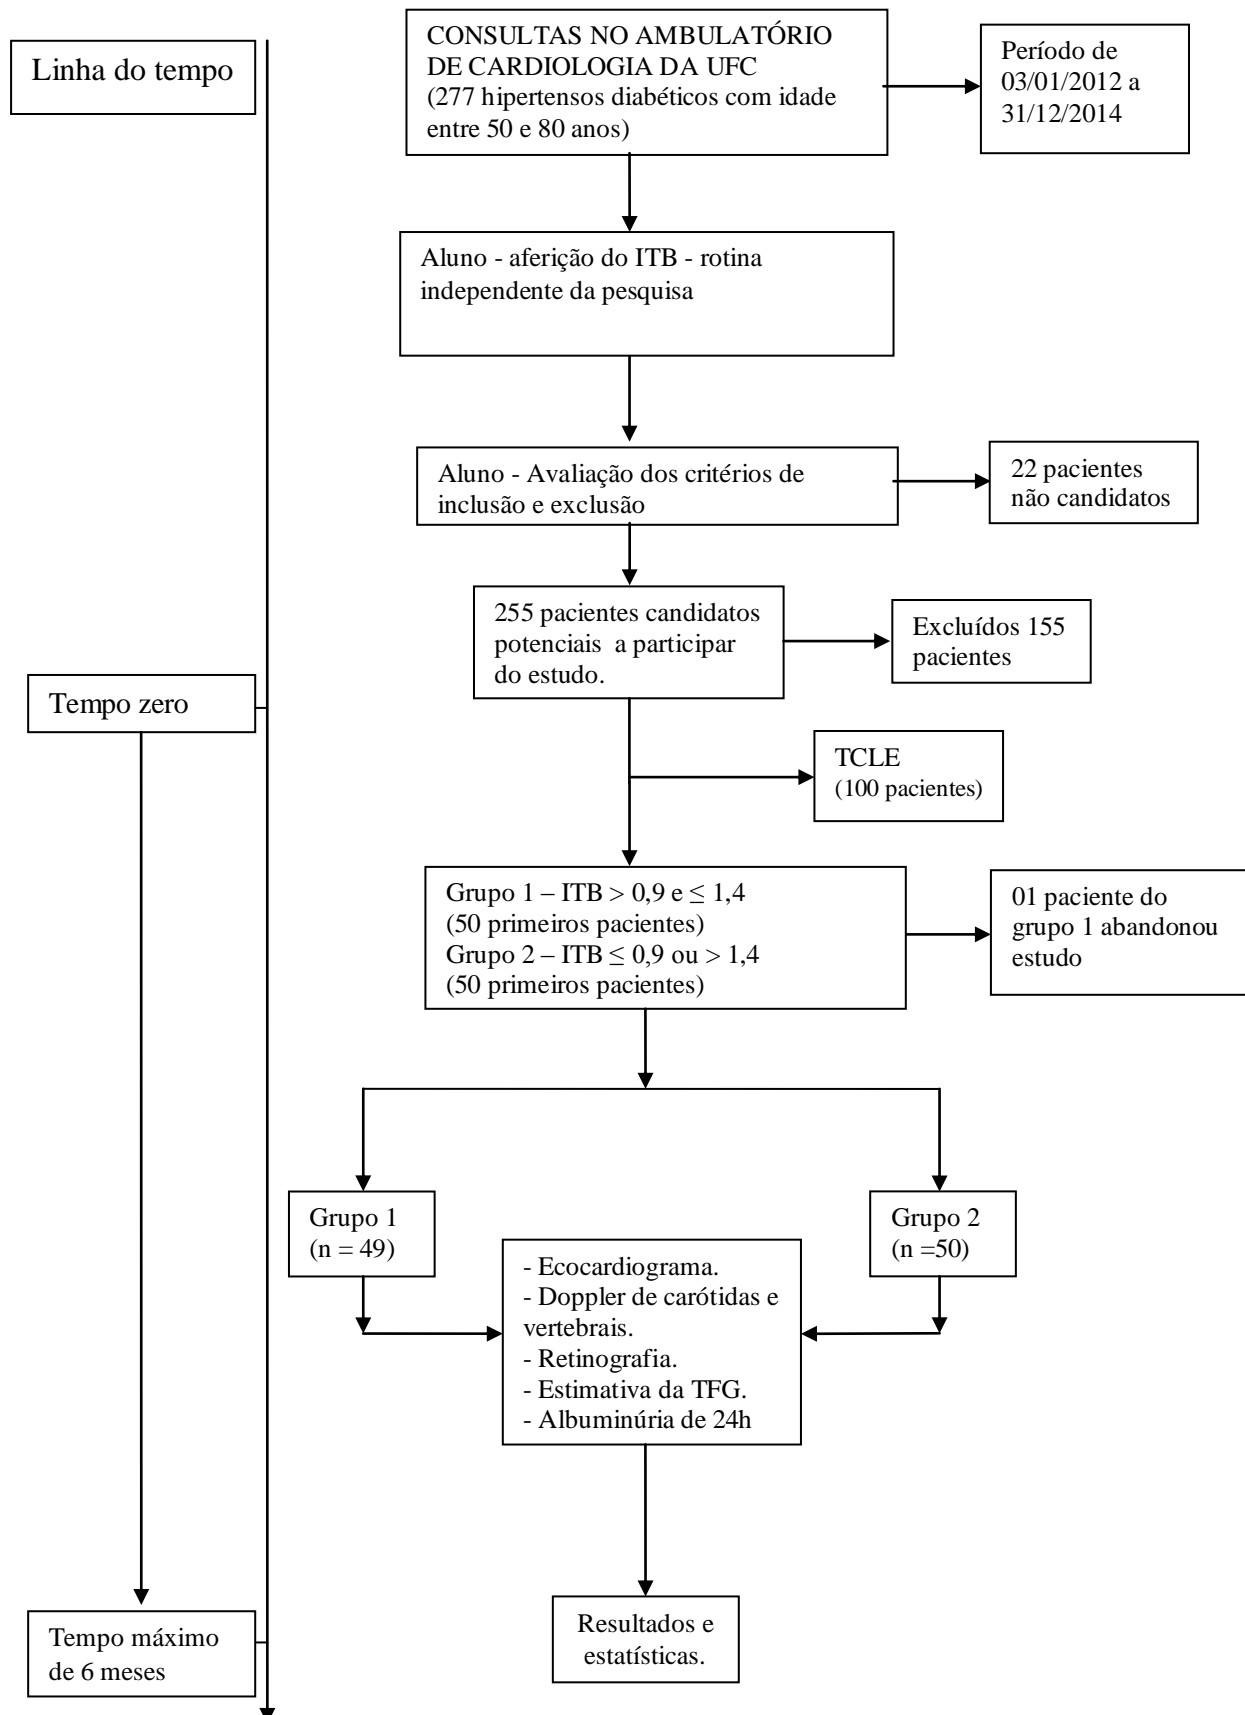 Linha do tempo
CONSULTAS NO AMBULATÓRIO
DE CARDIOLOGIA DA UFC
(277 hipertensos diabéticos com idade
entre 50 e 80 anos)
Período de
03/01/2012 a
31/12/2014
Aluno - aferição do ITB - rotina
independente da pesquisa
Aluno - Avaliação dos critérios de
inclusão e exclusão
22 pacientes
não candidatos
255 pacientes candidatos
potenciais a participar
do estudo.
Excluídos 155
pacientes
Tempo zero
TCLE
(100 pacientes)
Grupo 1 – ITB > 0,9 e ≤ 1,4
(50 primeiros pacientes)
Grupo 2 – ITB ≤ 0,9 ou > 1,4
(50 primeiros pacientes)
01 paciente do
grupo 1 abandonou
estudo
Grupo 1
(n = 49)
Grupo 2
(n =50)
- Ecocardiograma.
- Doppler de carótidas e
vertebrais.
- Retinografia.
- Estimativa da TFG.
- Albuminúria de 24h
Tempo máximo
de 6 meses
Resultados e
estatísticas.